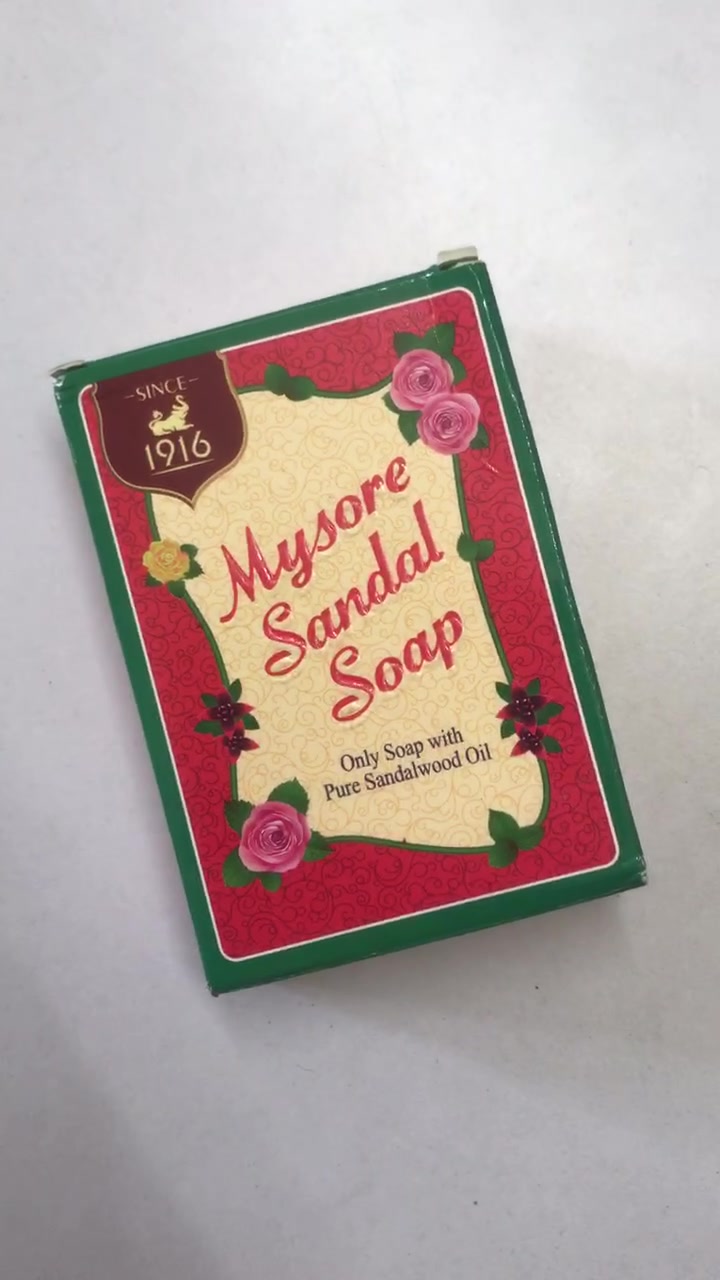 -SINCE-
1916
Mysore
Sandal
Soap
Only Soap with
Pure Sandalwood Oil